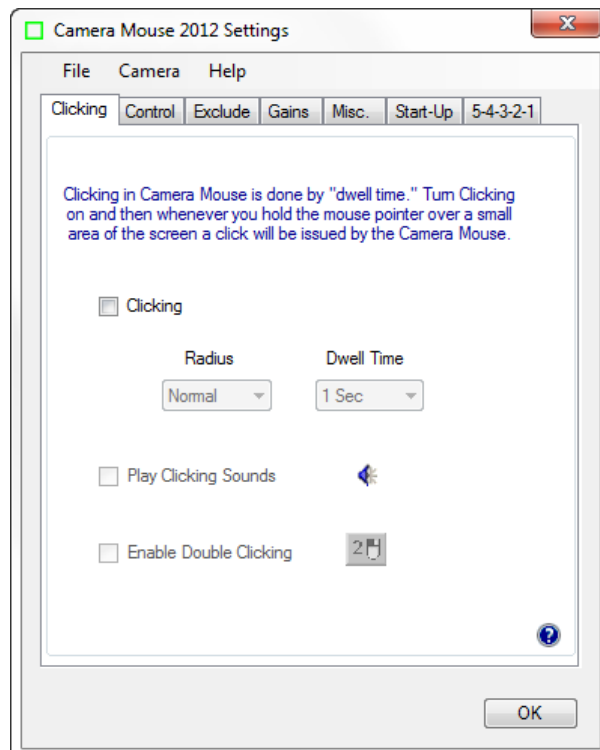 Camera Mouse 2012 Settings
File Camera Help
Clicking Control Exclude Gains Misc. Start-Up 5-4-3-2-1
Clicking in Camera Mouse is done by "dwell time." Turn Clicking
on and then whenever you hold the mouse pointer over a small
area of the screen a click will be issued by the Camera Mouse.
Clicking
Radius Dwell Time
Normal 1 Sec
Play Clicking Sounds
Enable Double Clicking 2
?
OK